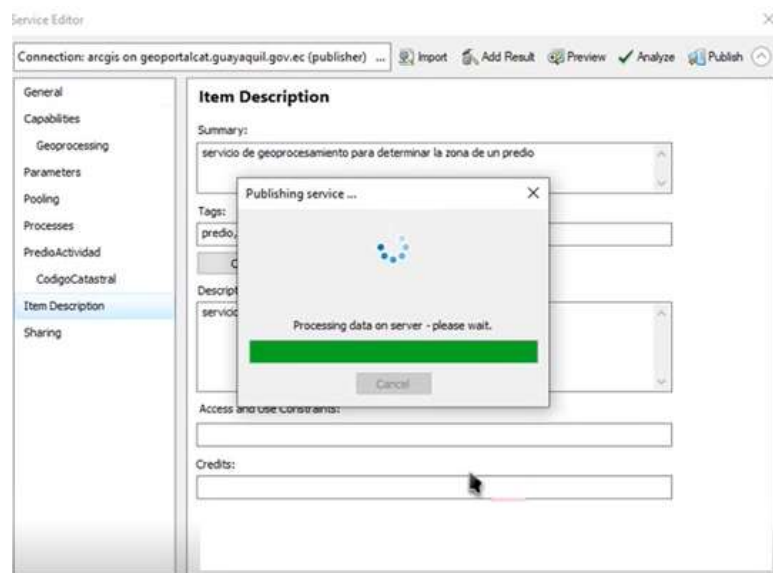 Service Editor
Connection: arcgis on geoportalcat.guayaquil.gov.ec (publisher) ... Import Add Result Preview Analyze Publish
General
Capabilities
Geoprocessing
Parameters
Pooling
Processes
PredioActividad
CodigoCatastral
Item Description
Sharing
Item Description
Summary:
servicio de geoprocesamiento para determinar la zona de un predio
Tags:
predio,
C
Descript
servicio
Access and Use Constraints:
Credits:
Publishing service ...
Processing data on server - please wait.
Cancel